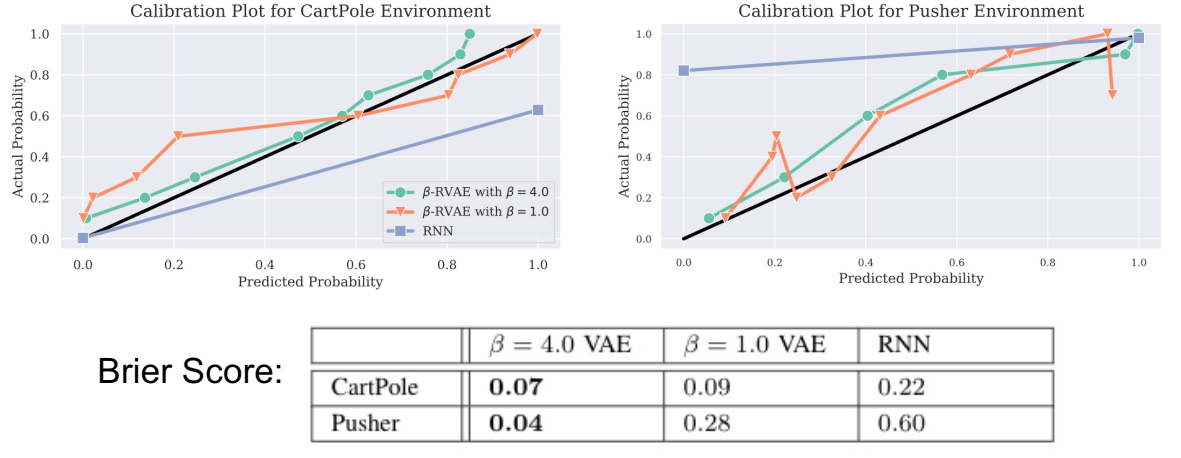 Calibration Plot for CartPole Environment
1.0
0.8
0.6
0.4
0.2
0.0
Actual Probability
0.0 0.2 0.4 0.6 0.8 1.0
Predicted Probability
β-RVAE with β = 4.0
β-RVAE with β = 1.0
RNN
Calibration Plot for Pusher Environment
1.0
0.8
0.6
0.4
0.2
0.0
Actual Probability
0.0 0.2 0.4 0.6 0.8 1.0
Predicted Probability
Brier Score:
β = 4.0 VAE β = 1.0 VAE RNN
CartPole 0.07 0.09 0.22
Pusher 0.04 0.28 0.60